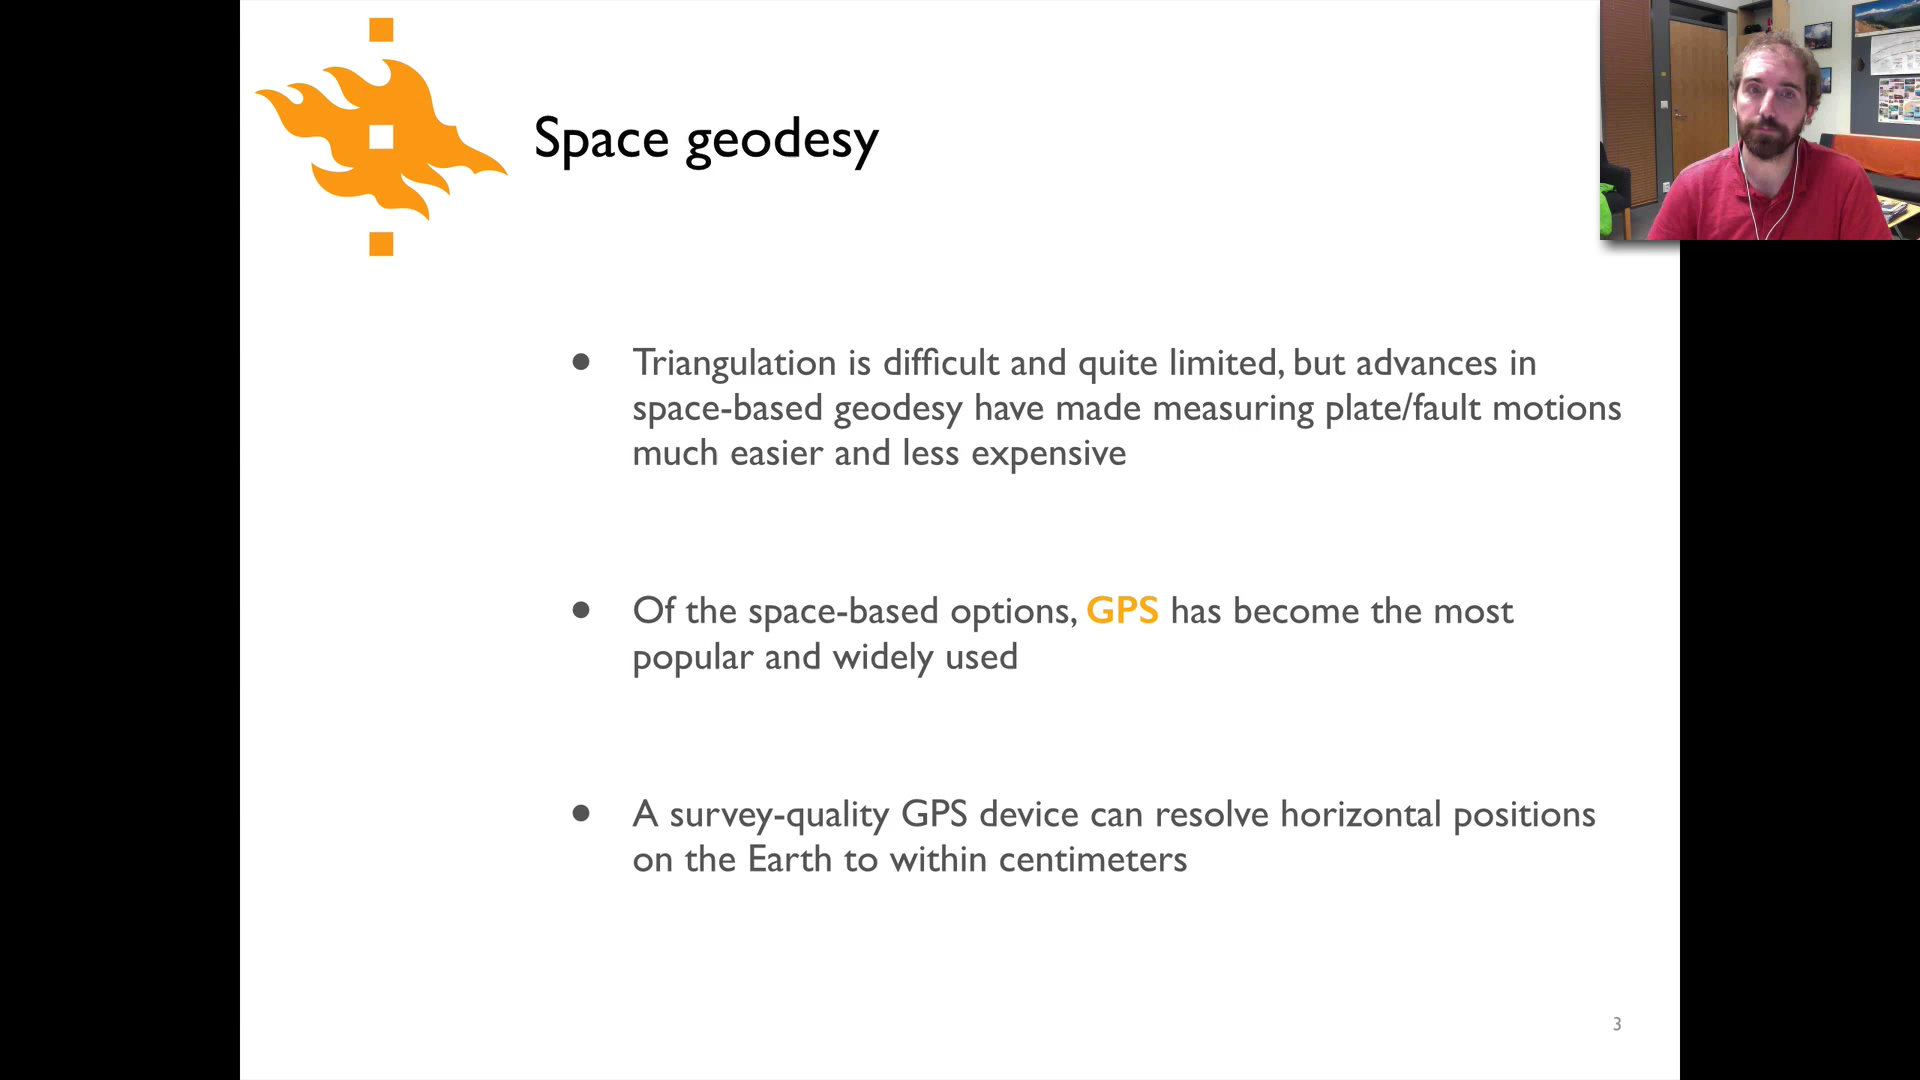 Space geodesy
● Triangulation is difficult and quite limited, but advances in
space-based geodesy have made measuring plate/fault motions
much easier and less expensive
● Of the space-based options, GPS has become the most
popular and widely used
● A survey-quality GPS device can resolve horizontal positions
on the Earth to within centimeters
3